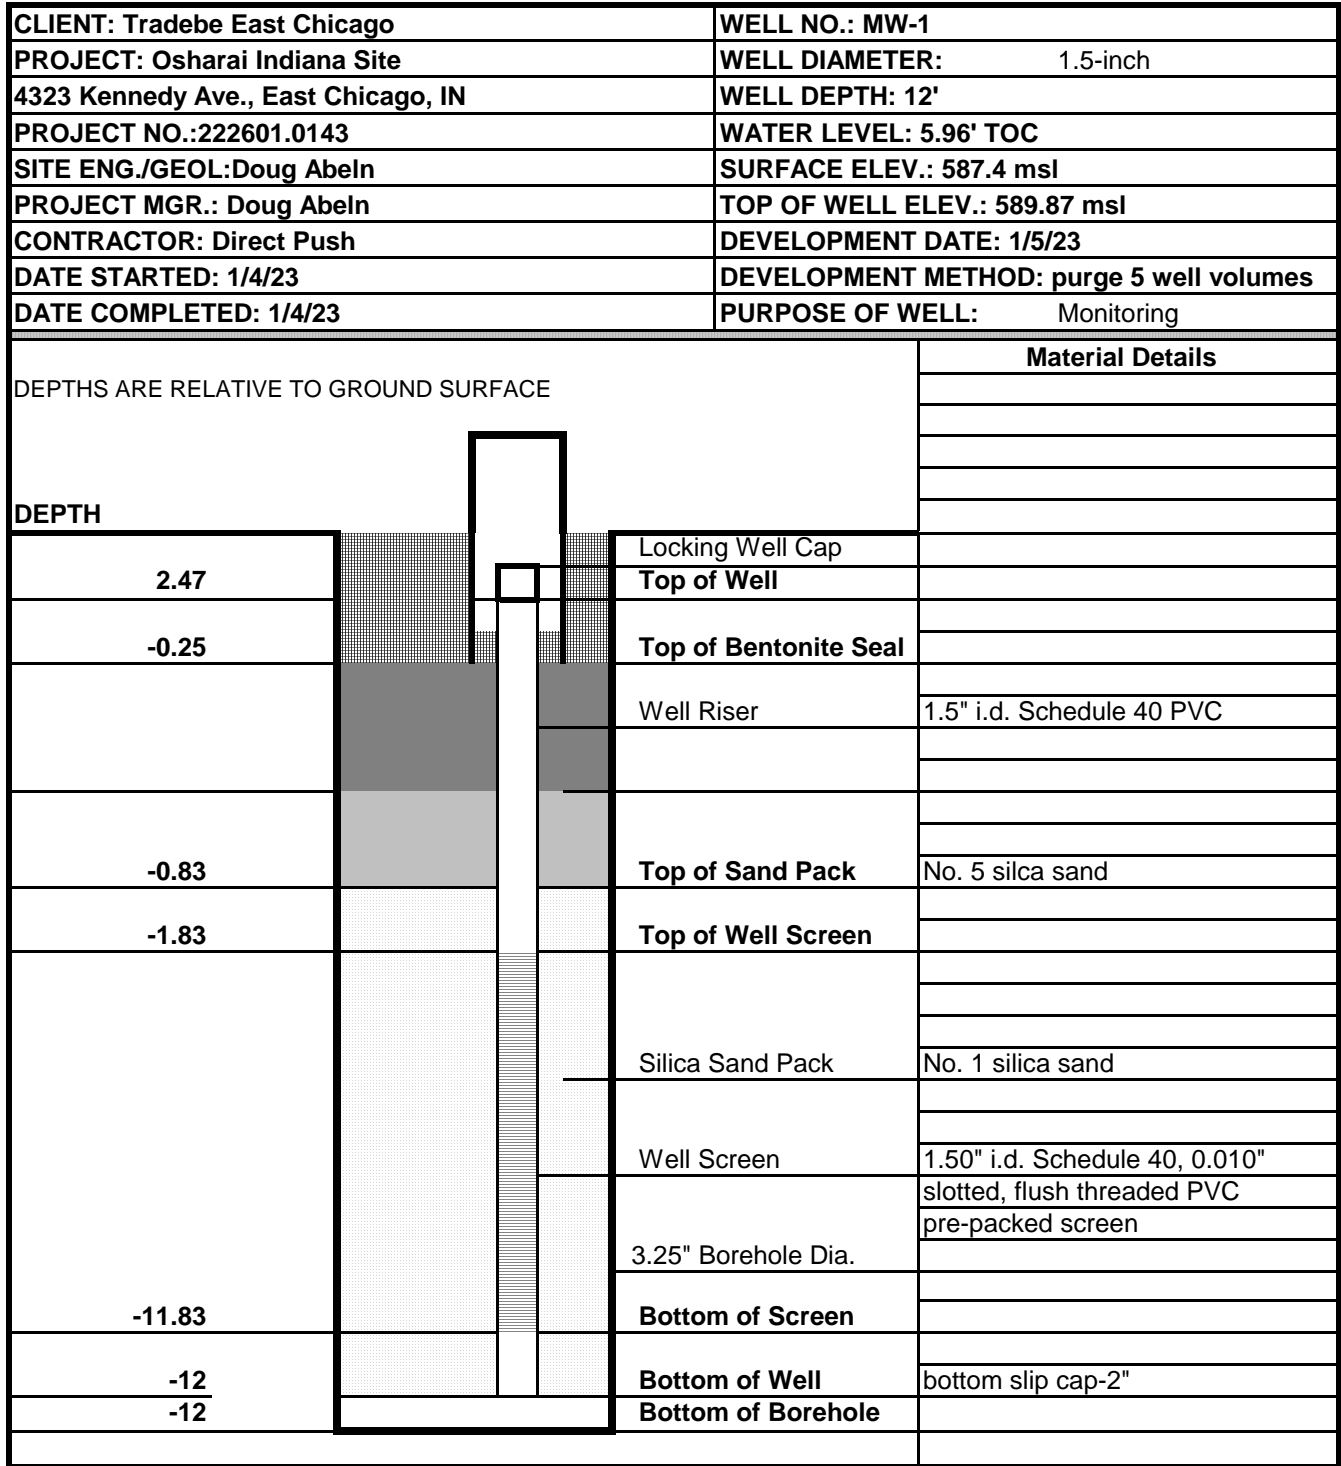 CLIENT: Tradebe East Chicago WELL NO.: MW-1
PROJECT: Osharai Indiana Site WELL DIAMETER: 1.5-inch
4323 Kennedy Ave., East Chicago, IN WELL DEPTH: 12'
PROJECT NO.:222601.0143 WATER LEVEL: 5.96' TOC
SITE ENG./GEOL:Doug Abeln SURFACE ELEV.: 587.4 msl
PROJECT MGR.: Doug Abeln TOP OF WELL ELEV.: 589.87 msl
CONTRACTOR: Direct Push DEVELOPMENT DATE: 1/5/23
DATE STARTED: 1/4/23 DEVELOPMENT METHOD: purge 5 well volumes
DATE COMPLETED: 1/4/23 PURPOSE OF WELL: Monitoring
Material Details
DEPTHS ARE RELATIVE TO GROUND SURFACE
DEPTH
Locking Well Cap
2.47 Top of Well
-0.25 Top of Bentonite Seal
Well Riser 1.5" i.d. Schedule 40 PVC
-0.83 Top of Sand Pack No. 5 silca sand
-1.83 Top of Well Screen
Silica Sand Pack No. 1 silica sand
Well Screen 1.50" i.d. Schedule 40, 0.010"
slotted, flush threaded PVC
pre-packed screen
3.25" Borehole Dia.
-11.83 Bottom of Screen
-12 Bottom of Well bottom slip cap-2"
-12 Bottom of Borehole